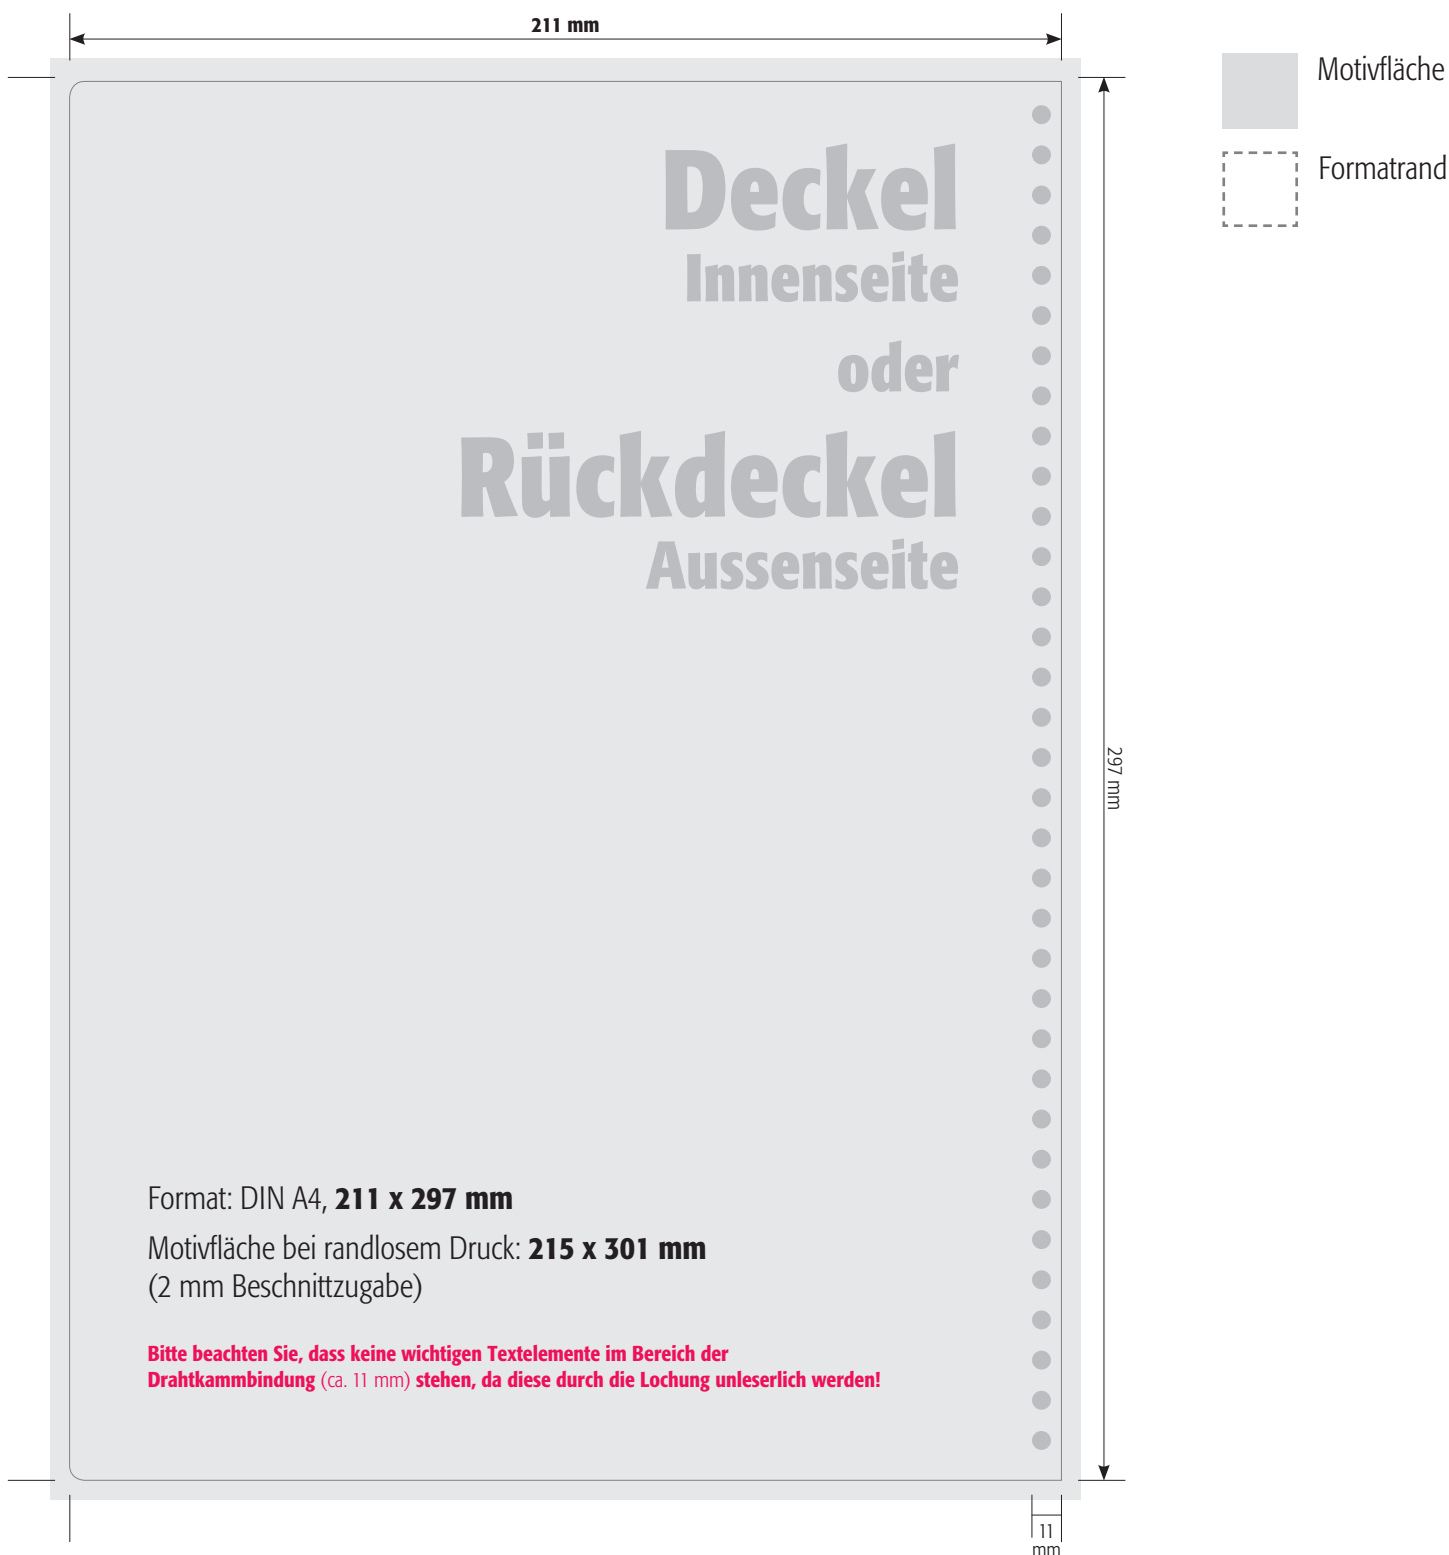 211 mm
Motivfläche
Formatrand
Deckel
Innenseite
oder
Rückdeckel
Aussenseite
297 mm
Format: DIN A4, 211 x 297 mm
Motivfläche bei randlosem Druck: 215 x 301 mm
(2 mm Beschnittzugabe)
Bitte beachten Sie, dass keine wichtigen Textelemente im Bereich der
Drahtkammbindung (ca. 11 mm) stehen, da diese durch die Lochung unleserlich werden!
11
mm